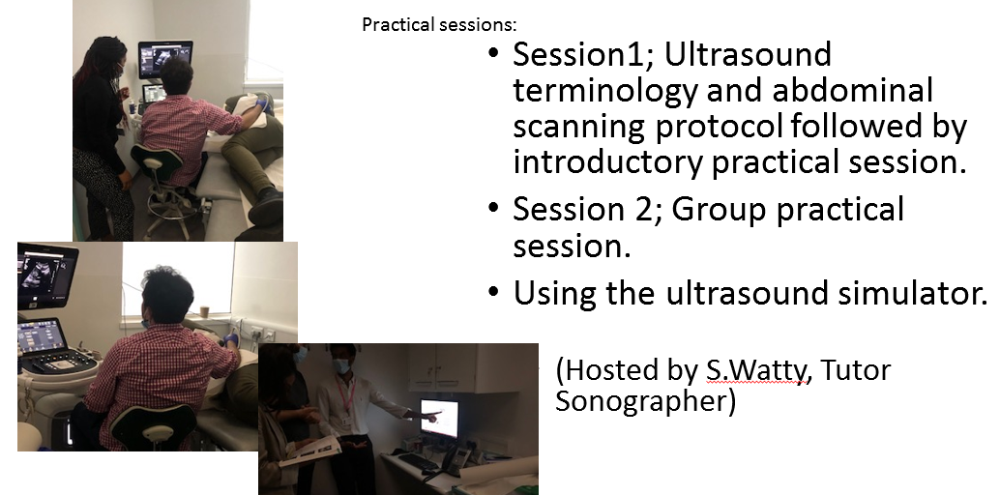 Practical sessions:
• Session1; Ultrasound
terminology and abdominal
scanning protocol followed by
introductory practical session.
• Session 2; Group practical
session.
• Using the ultrasound simulator.
(Hosted by S.Watty, Tutor
Sonographer)